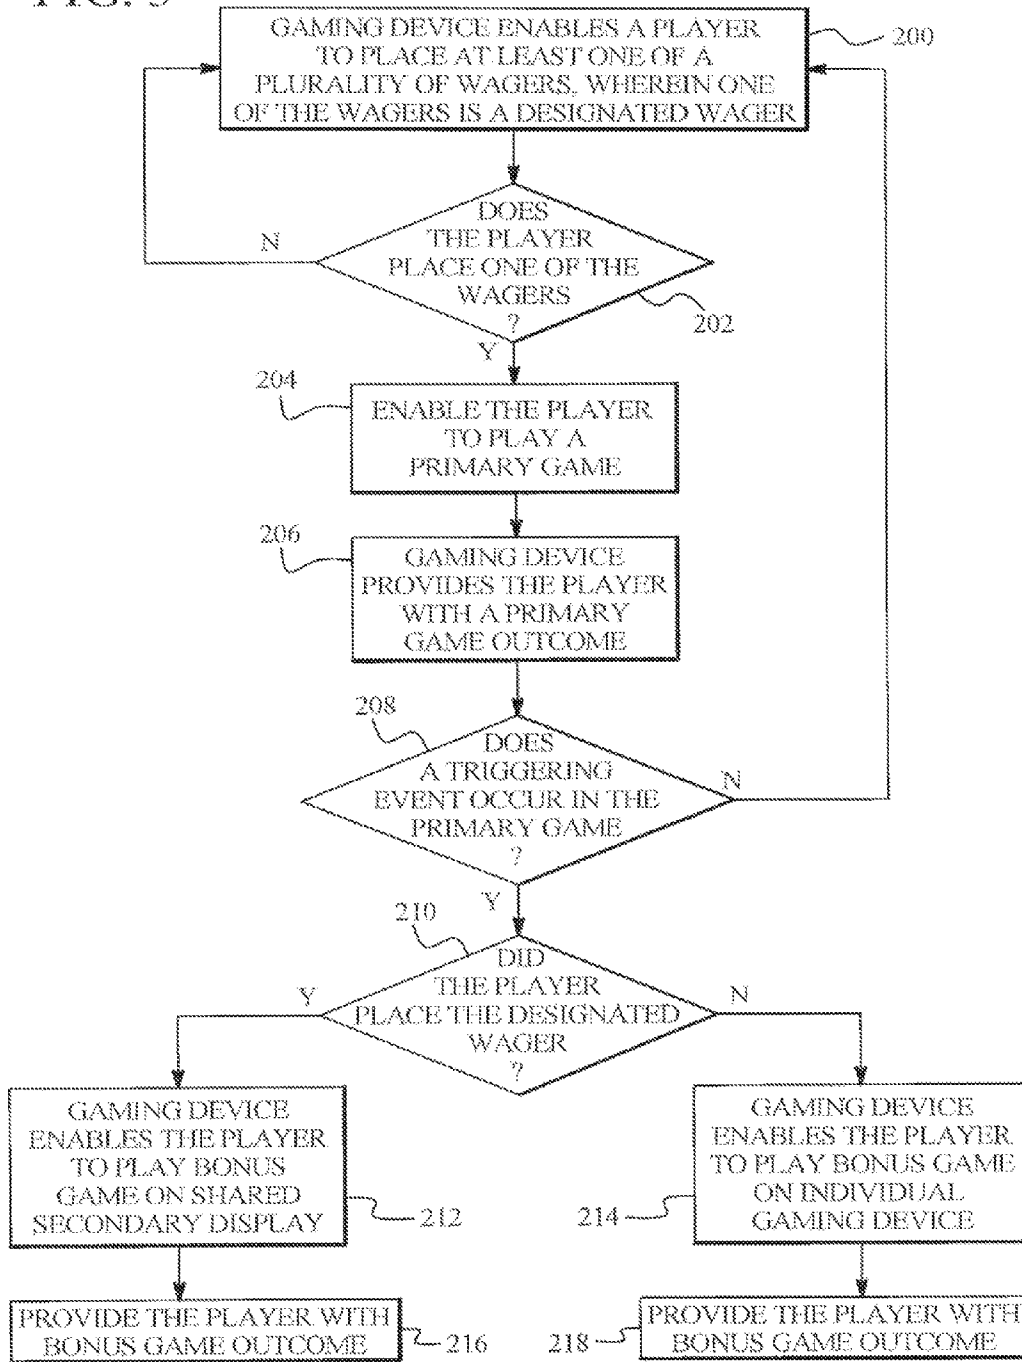 GAMING DEVICE ENABLES A PLAYER
TO PLACE AT LEAST ONE OF A
PLURALITY OF WAGERS, WHEREIN ONE
OF THE WAGERS IS A DESIGNATED WAGER
200
DOES
THE PLAYER
PLACE ONE OF THE
WAGERS
?
N
202
Y
204
ENABLE THE PLAYER
TO PLAY A
PRIMARY GAME
206
GAMING DEVICE
PROVIDES THE PLAYER
WITH A PRIMARY
GAME OUTCOME
208
DOES
A TRIGGERING
EVENT OCCUR IN THE
PRIMARY GAME
?
N
Y
210
DID
THE PLAYER
PLACE THE DESIGNATED
WAGER
?
Y
N
GAMING DEVICE
ENABLES THE PLAYER
TO PLAY BONUS
GAME ON SHARED
SECONDARY DISPLAY
212
GAMING DEVICE
ENABLES THE PLAYER
TO PLAY BONUS GAME
ON INDIVIDUAL
GAMING DEVICE
214
PROVIDE THE PLAYER WITH
BONUS GAME OUTCOME
216
PROVIDE THE PLAYER WITH
BONUS GAME OUTCOME
218